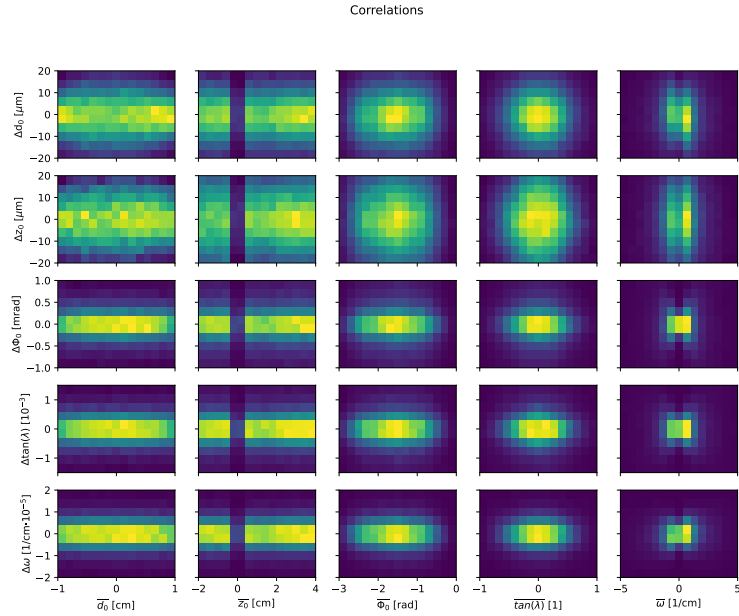 Correlations
Δd₀ [μm]
20
10
0
−10
−20
Δz₀ [μm]
20
10
0
−10
−20
ΔΦ₀ [mrad]
1.0
0.5
0.0
−0.5
−1.0
Δtan(λ) [10⁻³]
1
0
−1
Δω [1/cm•10⁻⁵]
2
1
0
−1
−2
−1 0 1
−2 0 2 4
−3 −2 −1 0
−1 0 1
−5 0 5
d̅₀ [cm]
z̅₀ [cm]
Φ̅₀ [rad]
t̅a̅n̅(̅λ̅)̅ [1]
ω̅ [1/cm]